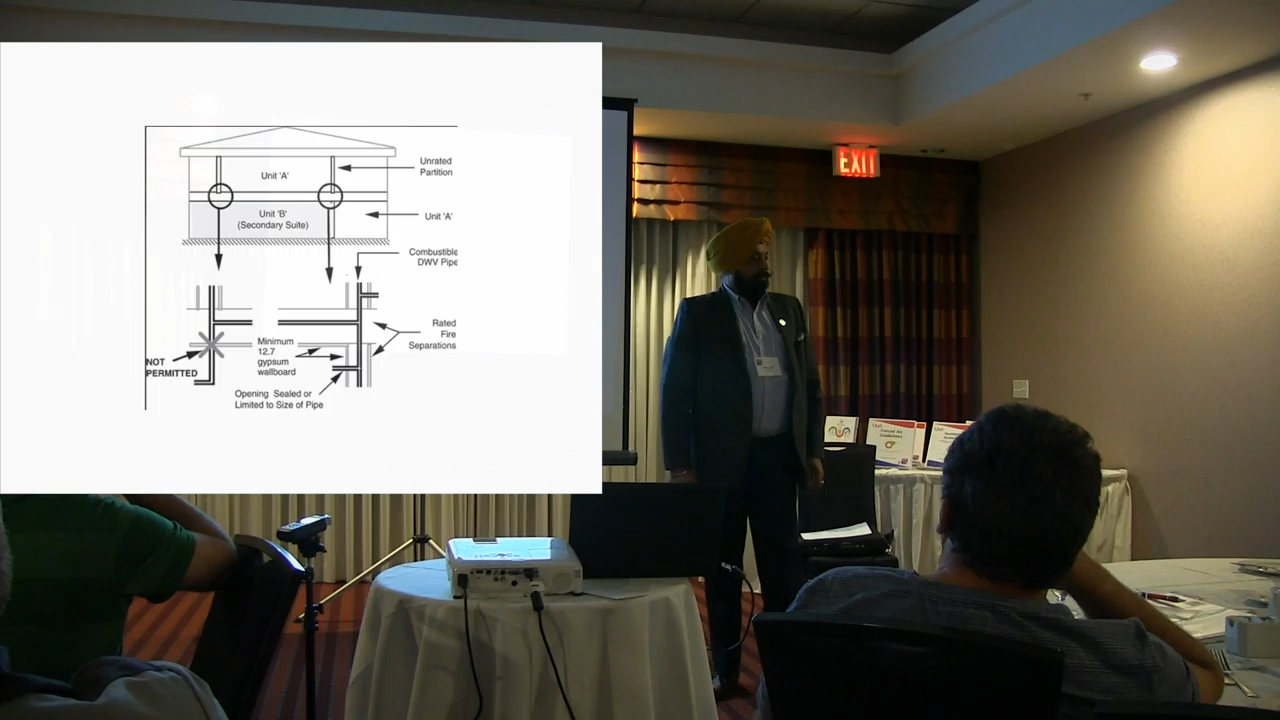 Unit 'A'
Unrated
Partition
Unit 'B'
(Secondary Suite)
Unit 'A'
Combustible
DWV Pipe
Rated
Fire
Separations
Minimum
12.7
gypsum
wallboard
NOT
PERMITTED
Opening Sealed or
Limited to Size of Pipe
EXIT